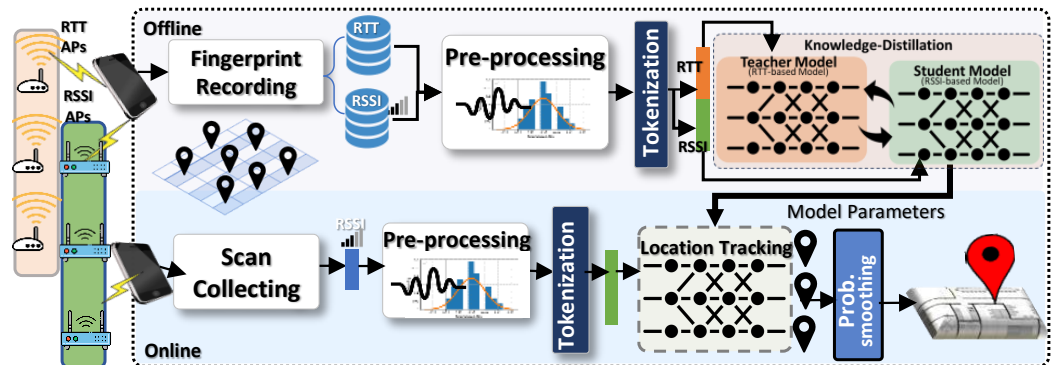 RTT
APs
RSSI
APs
Offline
Fingerprint
Recording
RTT
RSSI
Pre-processing
Tokenization
RTT
RSSI
Knowledge-Distillation
Teacher Model
(RTT-based Model)
Student Model
(RSSI-based Model)
Online
Scan
Collecting
RSSI
Pre-processing
Tokenization
Model Parameters
Location Tracking
Prob.
smoothing